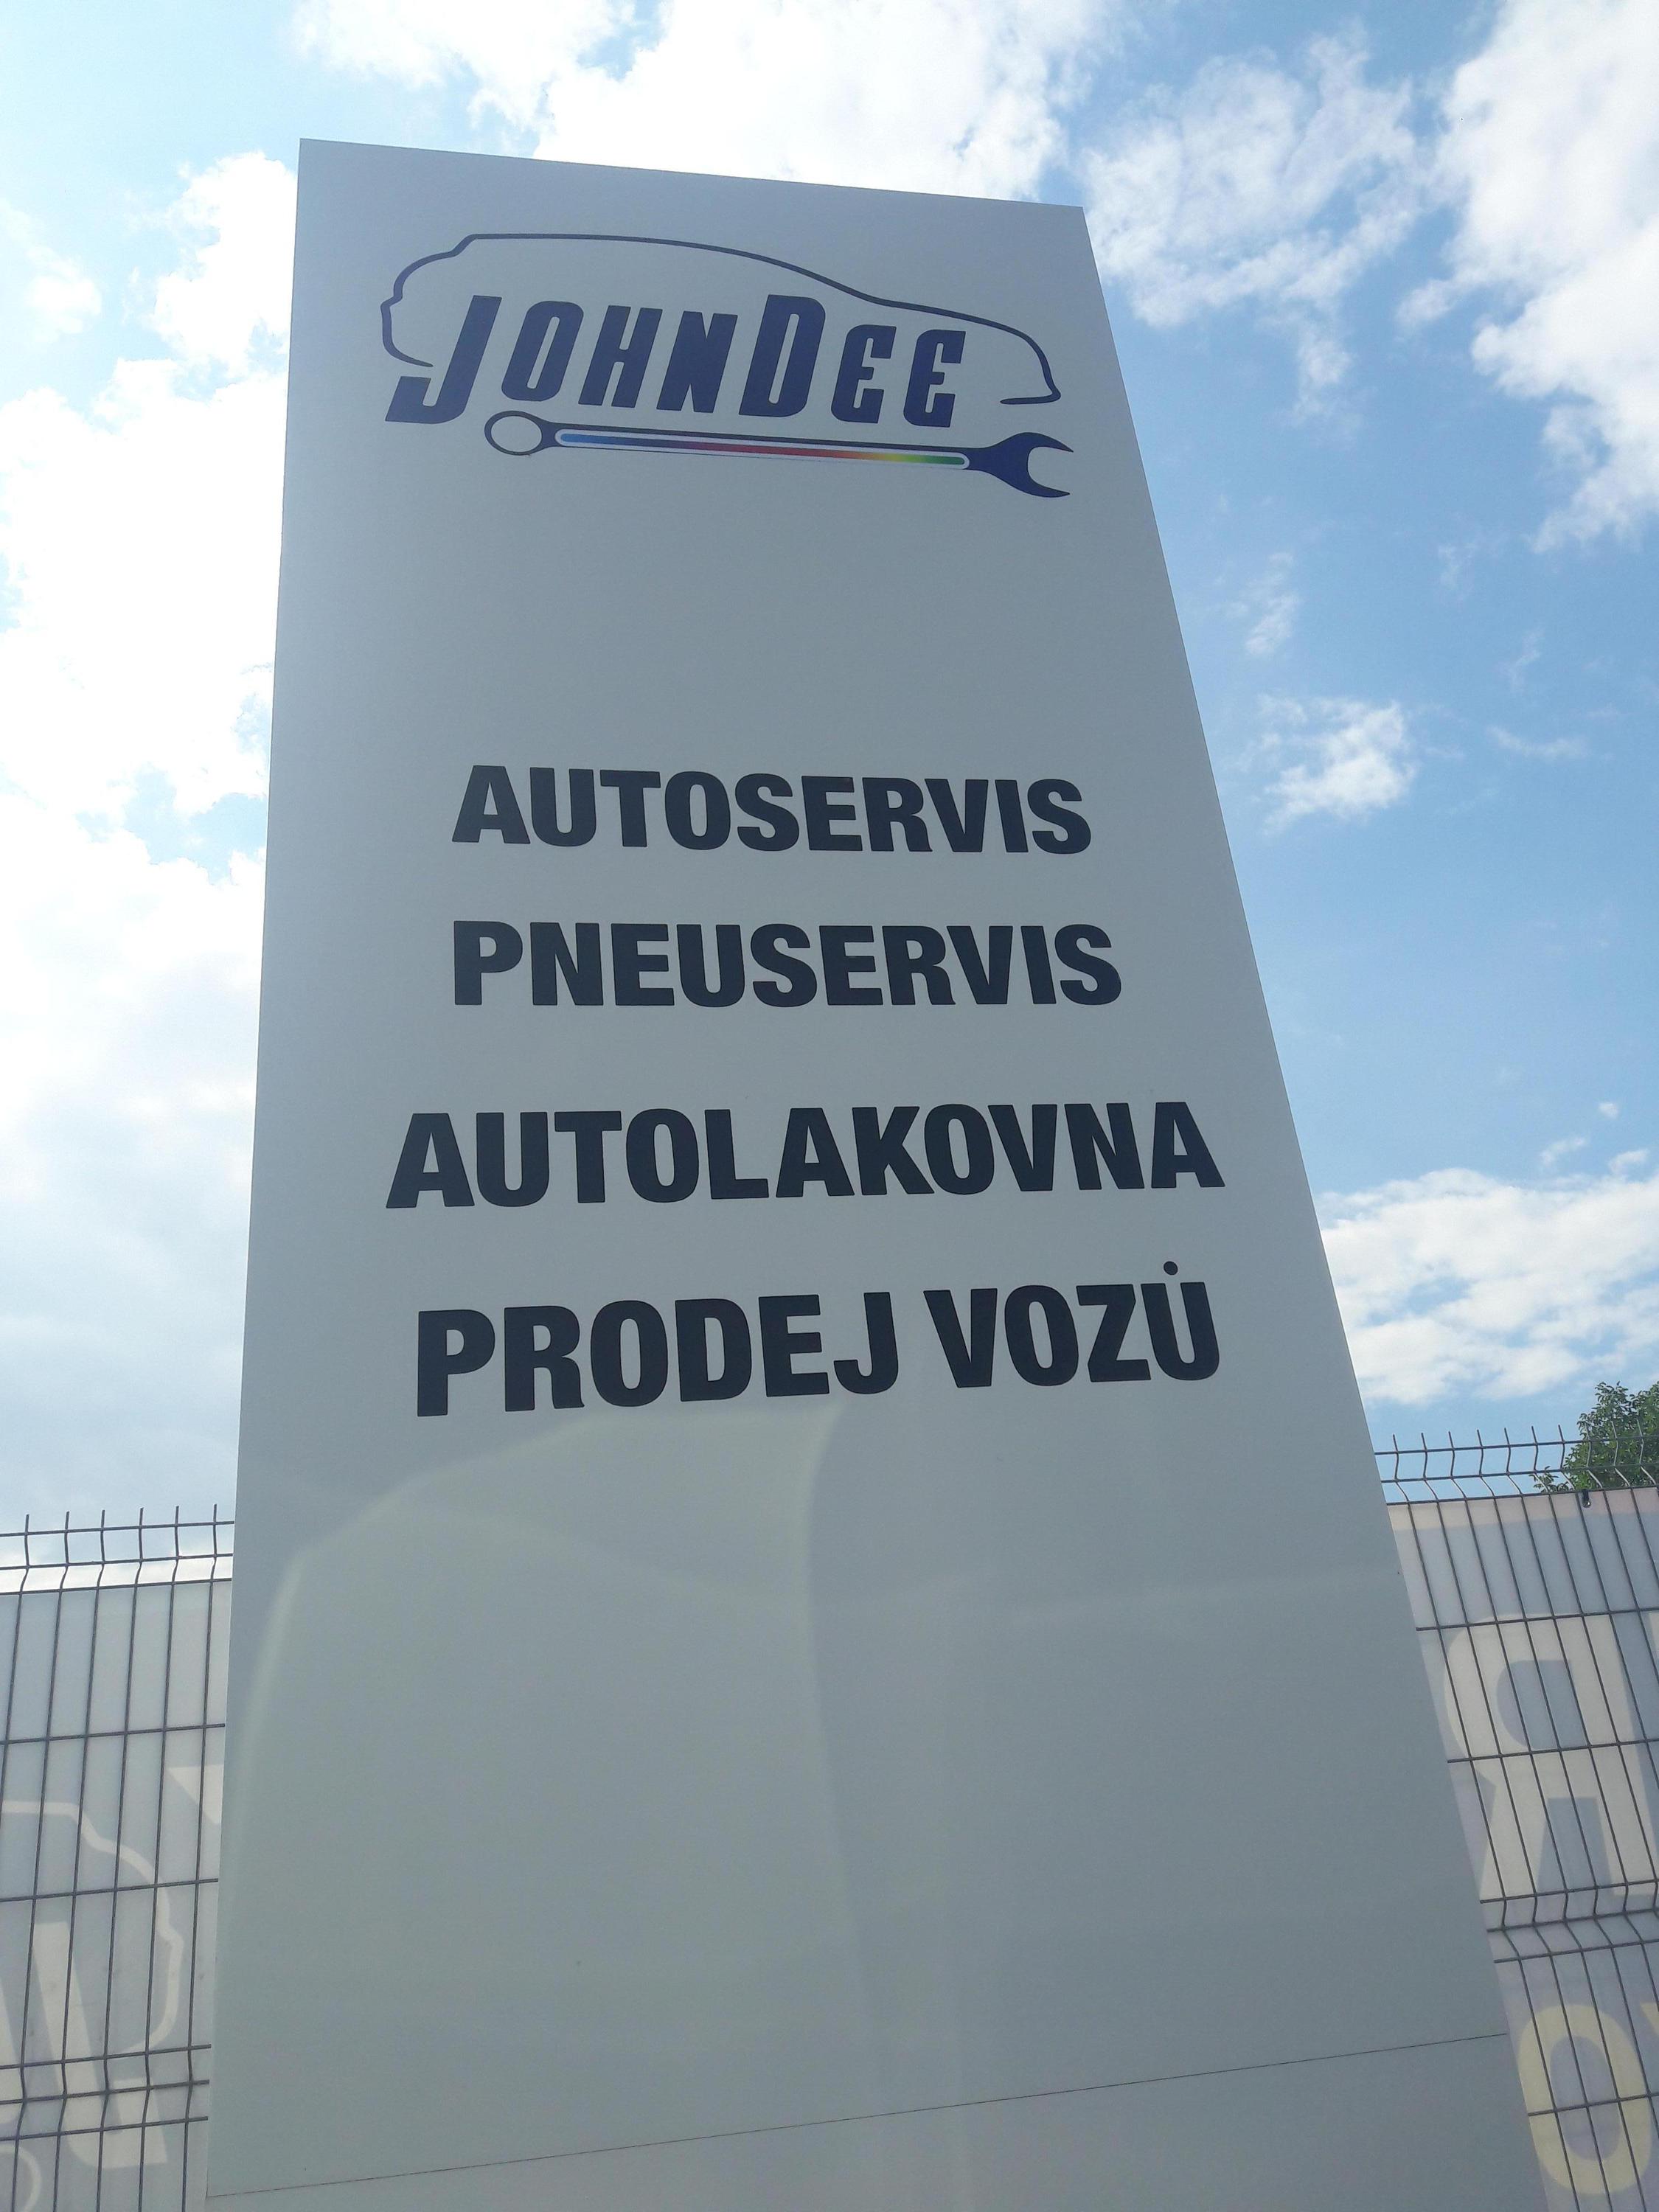 JOHNDEE
AUTOSERVIS
PNEUSERVIS
AUTOLAKOVNA
PRODEJ VOZŮ